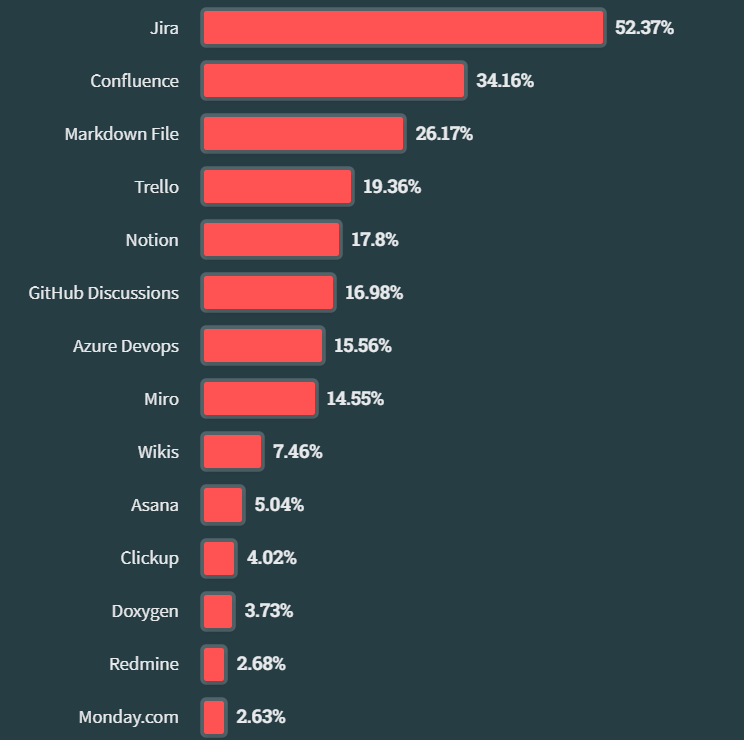 Jira 52.37%
Confluence 34.16%
Markdown File 26.17%
Trello 19.36%
Notion 17.8%
GitHub Discussions 16.98%
Azure Devops 15.56%
Miro 14.55%
Wikis 7.46%
Asana 5.04%
Clickup 4.02%
Doxygen 3.73%
Redmine 2.68%
Monday.com 2.63%